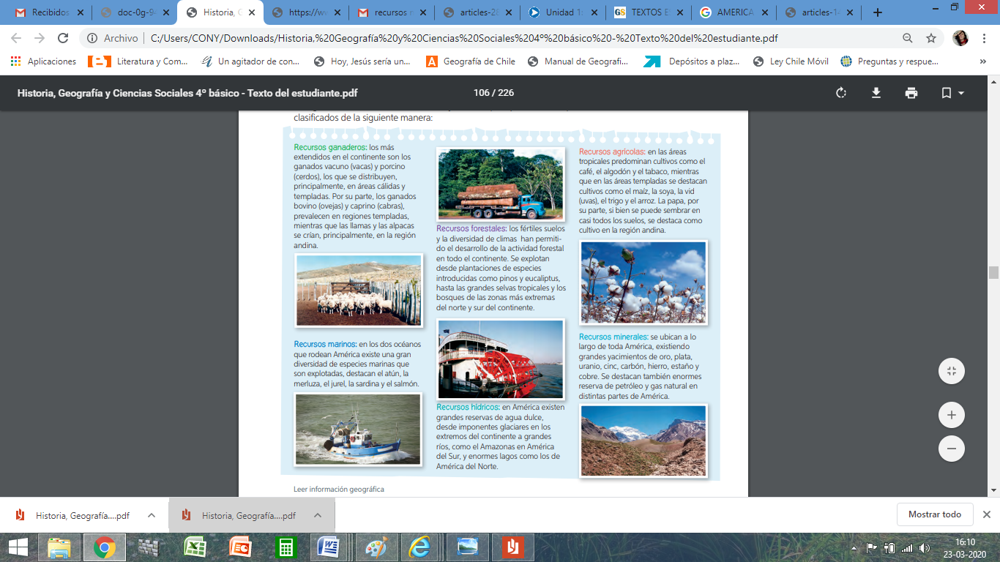 Recibidos
doc-0g-94
Historia, G
https://ww
recursos n
articles-28
Unidad 1:
TEXTOS E
AMERICA
articles-14
Archivo
C:/Users/CONY/Downloads/Historia,%20Geografía%20y%20Ciencias%20Sociales%204º%20básico%20-%20Texto%20del%20estudiante.pdf
Aplicaciones
Literatura y Com...
Un agitador de con...
Hoy, Jesús sería un...
Geografía de Chile
Manual de Geografi...
Depósitos a plaz...
Ley Chile Móvil
Preguntas y respue...
»
Historia, Geografía y Ciencias Sociales 4º básico - Texto del estudiante.pdf
106 / 226
clasificados de la siguiente manera:
Recursos ganaderos: los más
extendidos en el continente son los
ganados vacuno (vacas) y porcino
(cerdos), los que se distribuyen,
principalmente, en áreas cálidas y
templadas. Por su parte, los ganados
bovino (ovejas) y caprino (cabras),
prevalecen en regiones templadas,
mientras que las llamas y las alpacas
se crían, principalmente, en la región
andina.
Recursos marinos: en los dos océanos
que rodean América existe una gran
diversidad de especies marinas que
son explotadas, destacan el atún, la
merluza, el jurel, la sardina y el salmón.
Recursos forestales: los fértiles suelos
y la diversidad de climas han permiti-
do el desarrollo de la actividad forestal
en todo el continente. Se explotan
desde plantaciones de especies
introducidas como pinos y eucaliptus,
hasta las grandes selvas tropicales y los
bosques de las zonas más extremas
del norte y sur del continente.
Recursos hídricos: en América existen
grandes reservas de agua dulce,
desde imponentes glaciares en los
extremos del continente a grandes
ríos, como el Amazonas en América
del Sur, y enormes lagos como los de
América del Norte.
Recursos agrícolas: en las áreas
tropicales predominan cultivos como el
café, el algodón y el tabaco, mientras
que en las áreas templadas se destacan
cultivos como el maíz, la soya, la vid
(uvas), el trigo y el arroz. La papa, por
su parte, si bien se puede sembrar en
casi todos los suelos, se destaca como
cultivo en la región andina.
Recursos minerales: se ubican a lo
largo de toda América, existiendo
grandes yacimientos de oro, plata,
uranio, cinc, carbón, hierro, estaño y
cobre. Se destacan también enormes
reserva de petróleo y gas natural en
distintas partes de América.
Leer información geográfica
Historia, Geografía....pdf
Historia, Geografía....pdf
Mostrar todo
16:10
23-03-2020